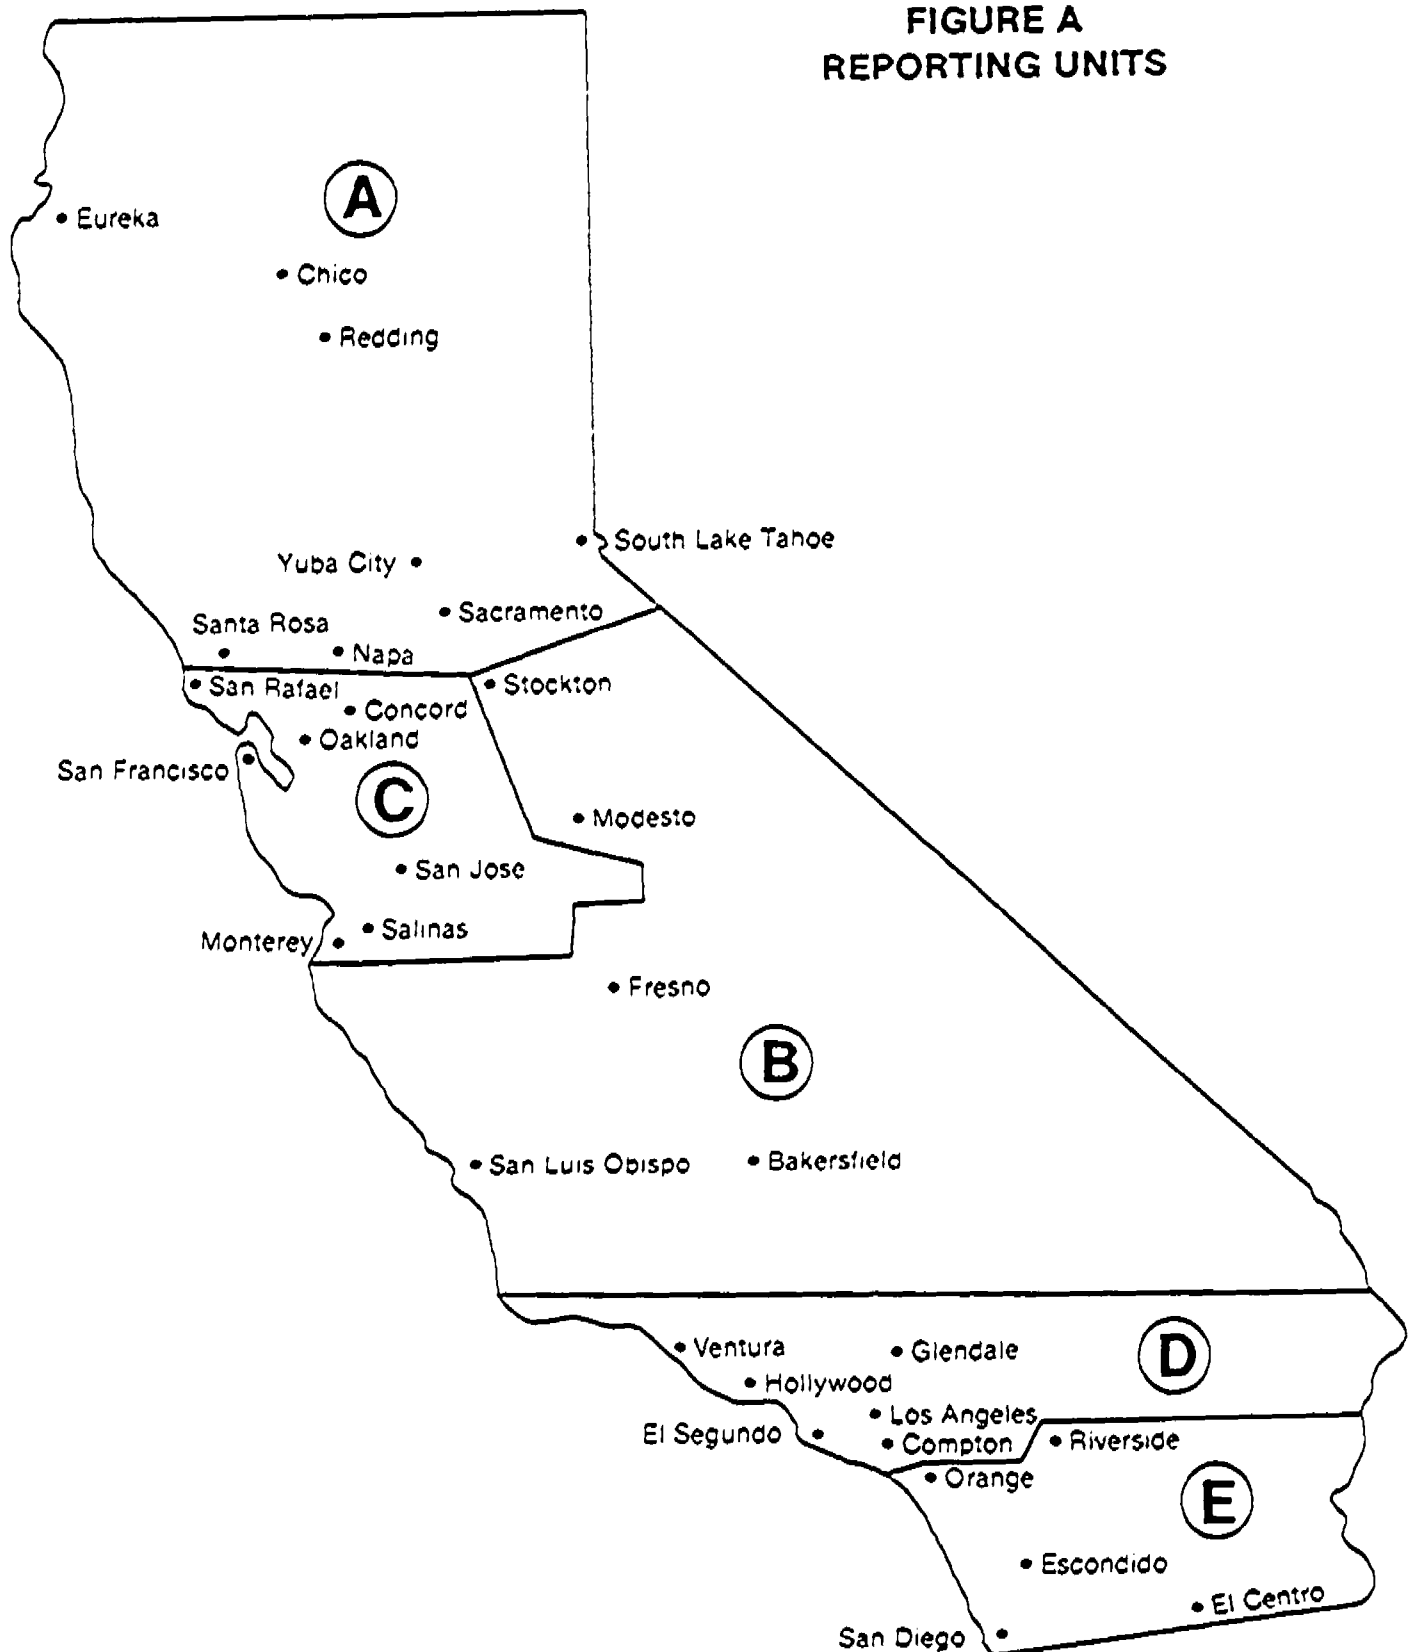 FIGURE A
REPORTING UNITS
A
Eureka
Chico
Redding
South Lake Tahoe
Yuba City
Sacramento
Santa Rosa
Napa
San Rafael
Stockton
Concord
Oakland
San Francisco
C
Modesto
San Jose
Salinas
Monterey
Fresno
B
San Luis Obispo
Bakersfield
Ventura
Glendale
D
Hollywood
Los Angeles
El Segundo
Compton
Riverside
Orange
E
Escondido
El Centro
San Diego